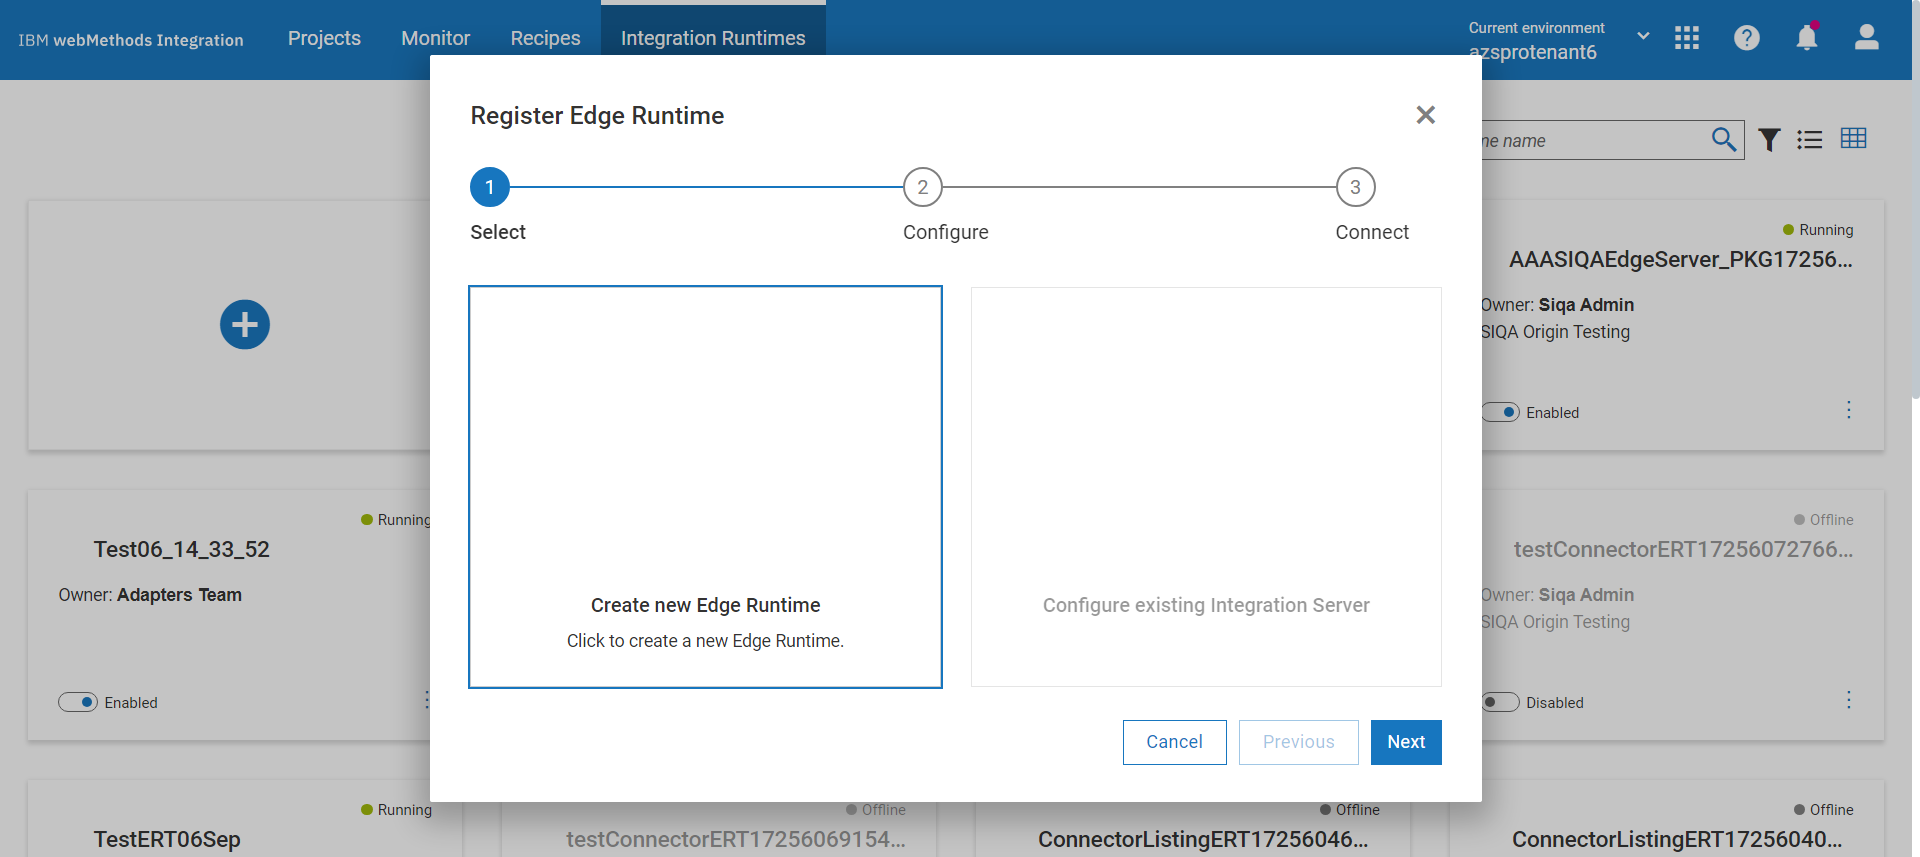 IBM webMethods Integration
Projects
Monitor
Recipes
Integration Runtimes
Current environment
azsprotenant6
Register Edge Runtime
1
2
3
Select
Configure
Connect
Create new Edge Runtime
Click to create a new Edge Runtime.
Configure existing Integration Server
Cancel
Previous
Next
name
Running
AAASIQAEdgeServer_PKG17256...
Owner: Siqa Admin
SIQA Origin Testing
Enabled
Running
Test06_14_33_52
Owner: Adapters Team
Enabled
Offline
testConnectorERT17256072766...
Owner: Siqa Admin
SIQA Origin Testing
Disabled
Running
TestERT06Sep
Offline
testConnectorERT17256069154...
Offline
ConnectorListingERT17256046...
Offline
ConnectorListingERT17256040...